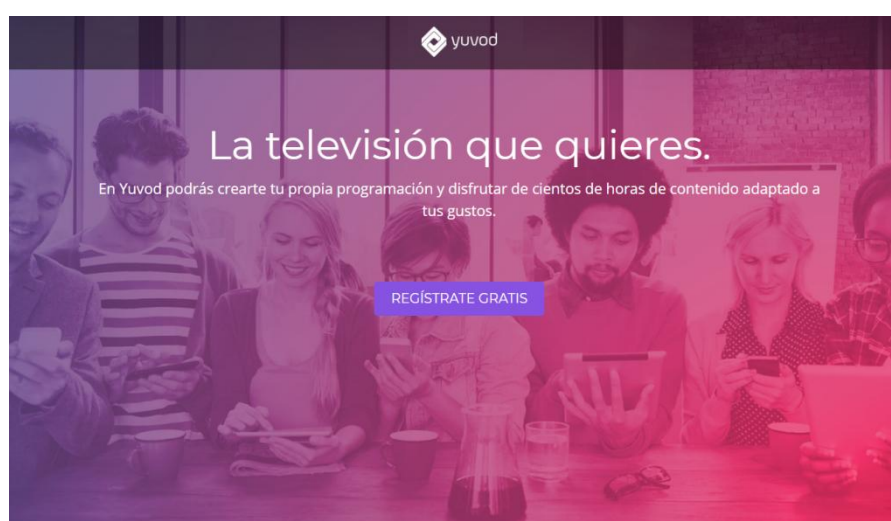 yuvod
La televisión que quieres.
En Yuvod podrás crearte tu propia programación y disfrutar de cientos de horas de contenido adaptado a
tus gustos.
REGÍSTRATE GRATIS